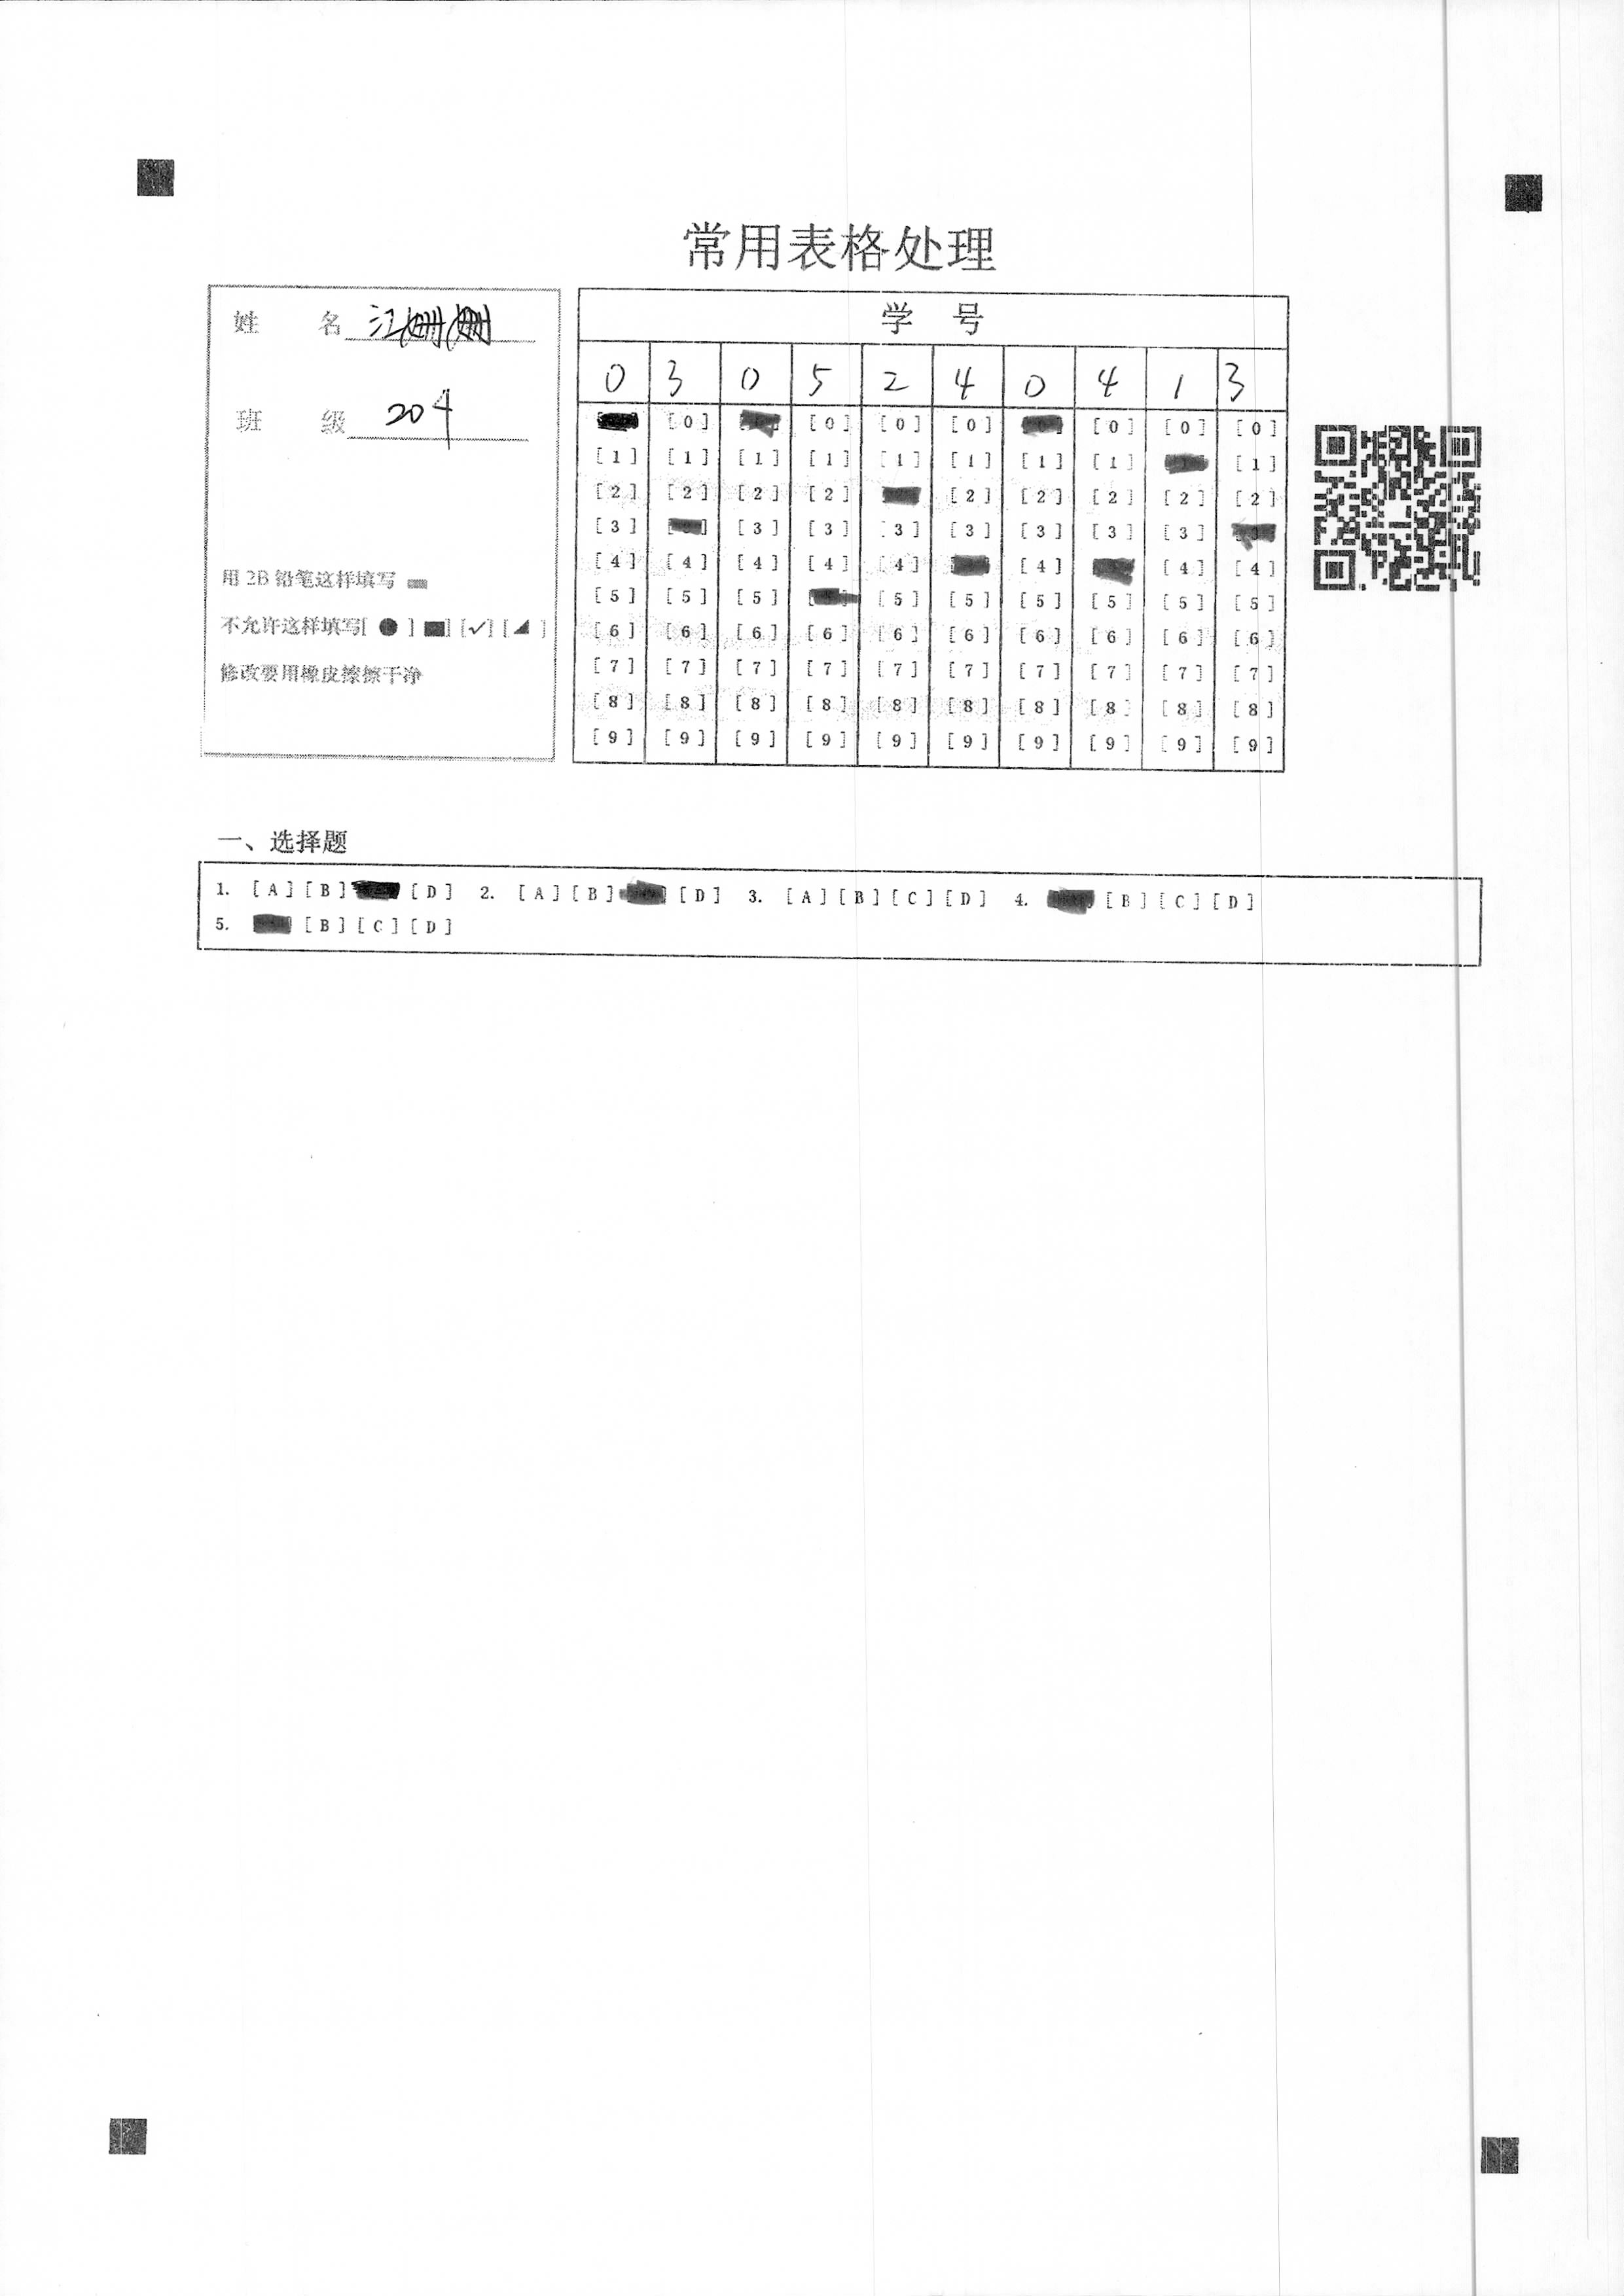 常用表格处理
姓 名 江姗姗
班 级 204
用 2B 铅笔这样填写
不允许这样填写[ ● ] ■] [✓] [◢ ]
修改要用橡皮擦擦干净
学 号
0 3 0 5 2 4 0 4 1 3
[0] [0] [0] [0] [0] [0] [0]
[1] [1] [1] [1] [1] [1] [1] [1] [1]
[2] [2] [2] [2] [2] [2] [2] [2] [2]
[3] [3] [3] [3] [3] [3] [3] [3]
[4] [4] [4] [4] [4] [4] [4] [4]
[5] [5] [5] [5] [5] [5] [5] [5] [5]
[6] [6] [6] [6] [6] [6] [6] [6] [6] [6]
[7] [7] [7] [7] [7] [7] [7] [7] [7] [7]
[8] [8] [8] [8] [8] [8] [8] [8] [8] [8]
[9] [9] [9] [9] [9] [9] [9] [9] [9] [9]
一、选择题
1. [A] [B] [D] 2. [A] [B] [D] 3. [A] [B] [C] [D] 4. [B] [C] [D]
5. [B] [C] [D]